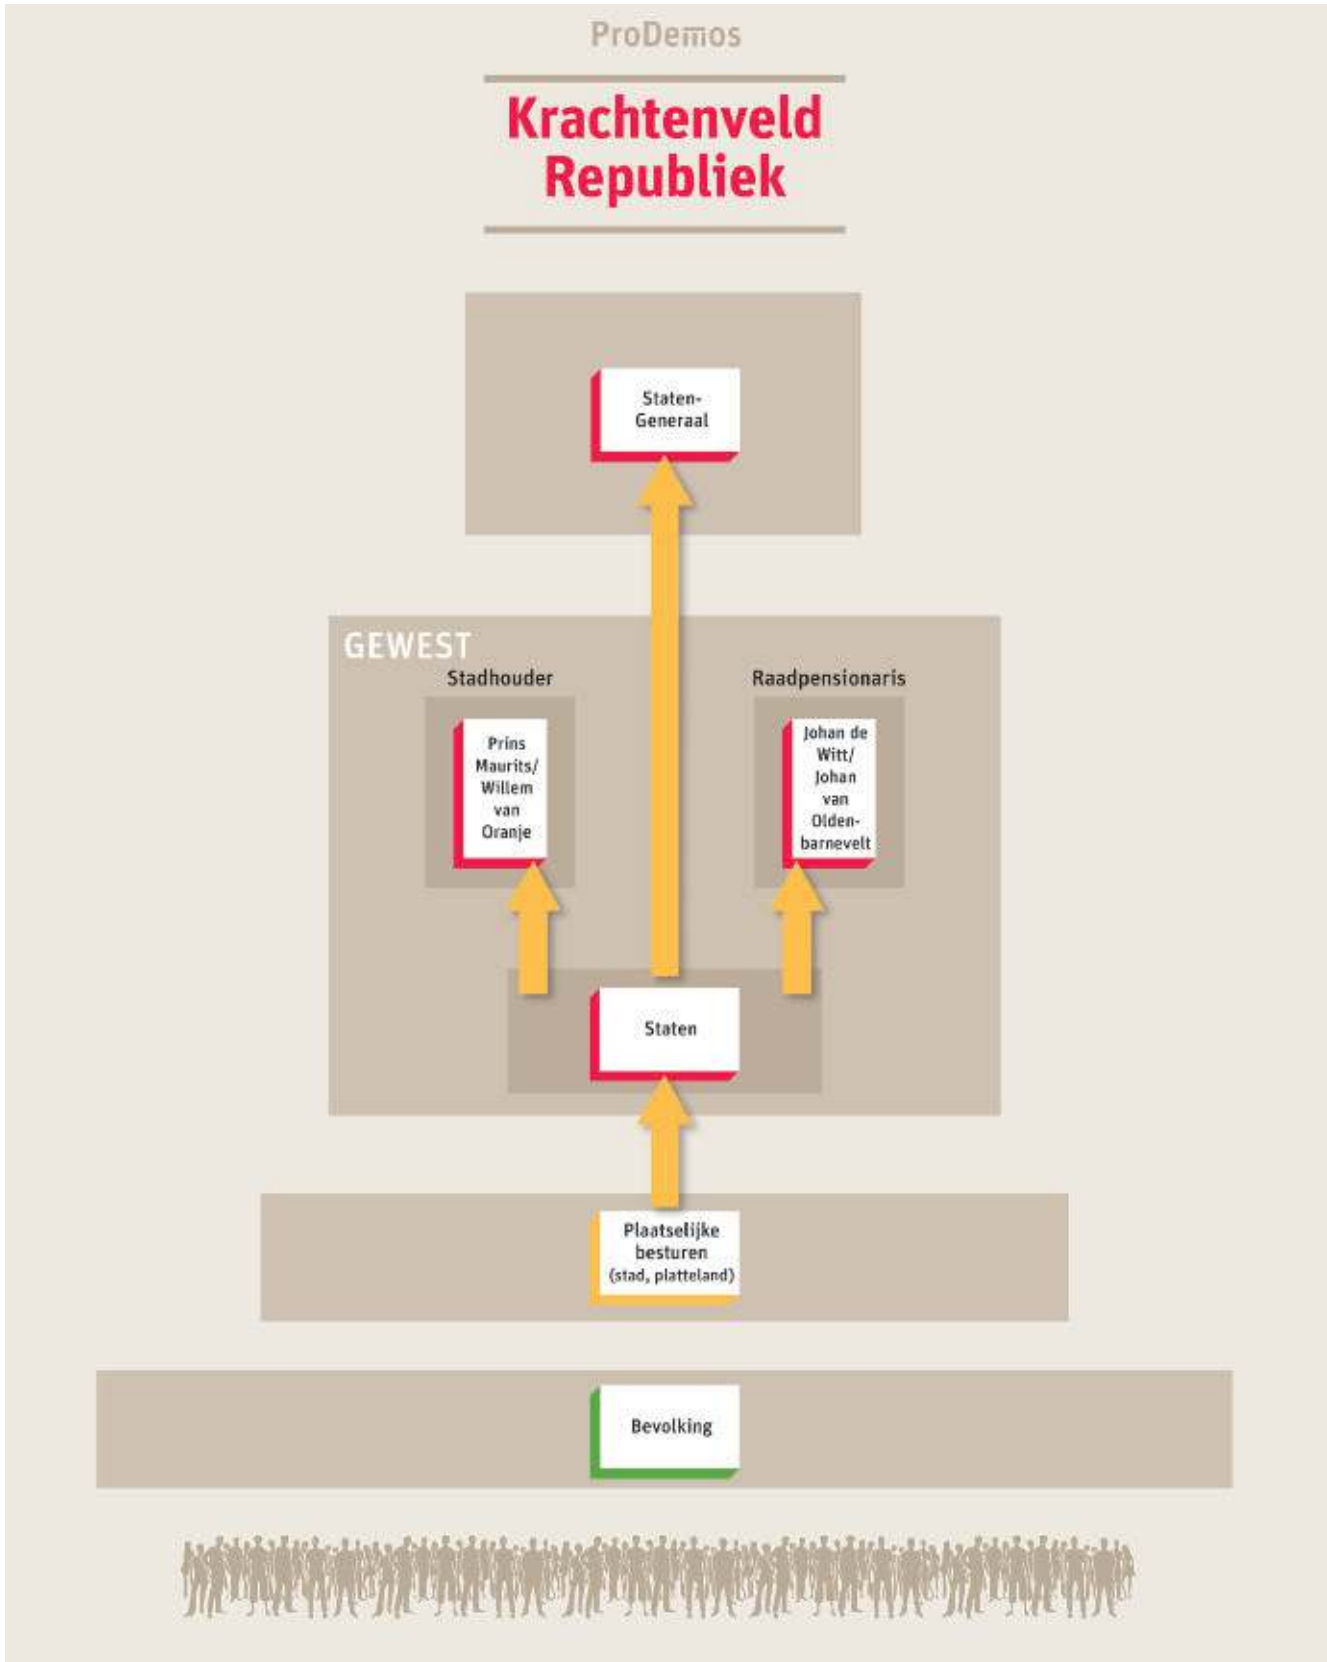 ProDemos
Krachtenveld
Republiek
Staten-
Generaal
GEWEST
Stadhouder
Prins
Maurits/
Willem
van
Oranje
Raadpensionaris
Johan de
Witt/
Johan
van
Olden-
barnevelt
Staten
Plaatselijke
besturen
(stad, platteland)
Bevolking